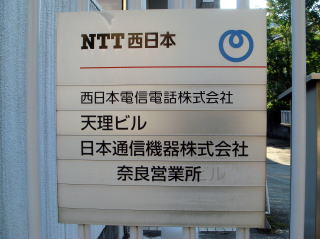 NTT西日本
西日本電信電話株式会社
天理ビル
日本通信機器株式会社
奈良営業所